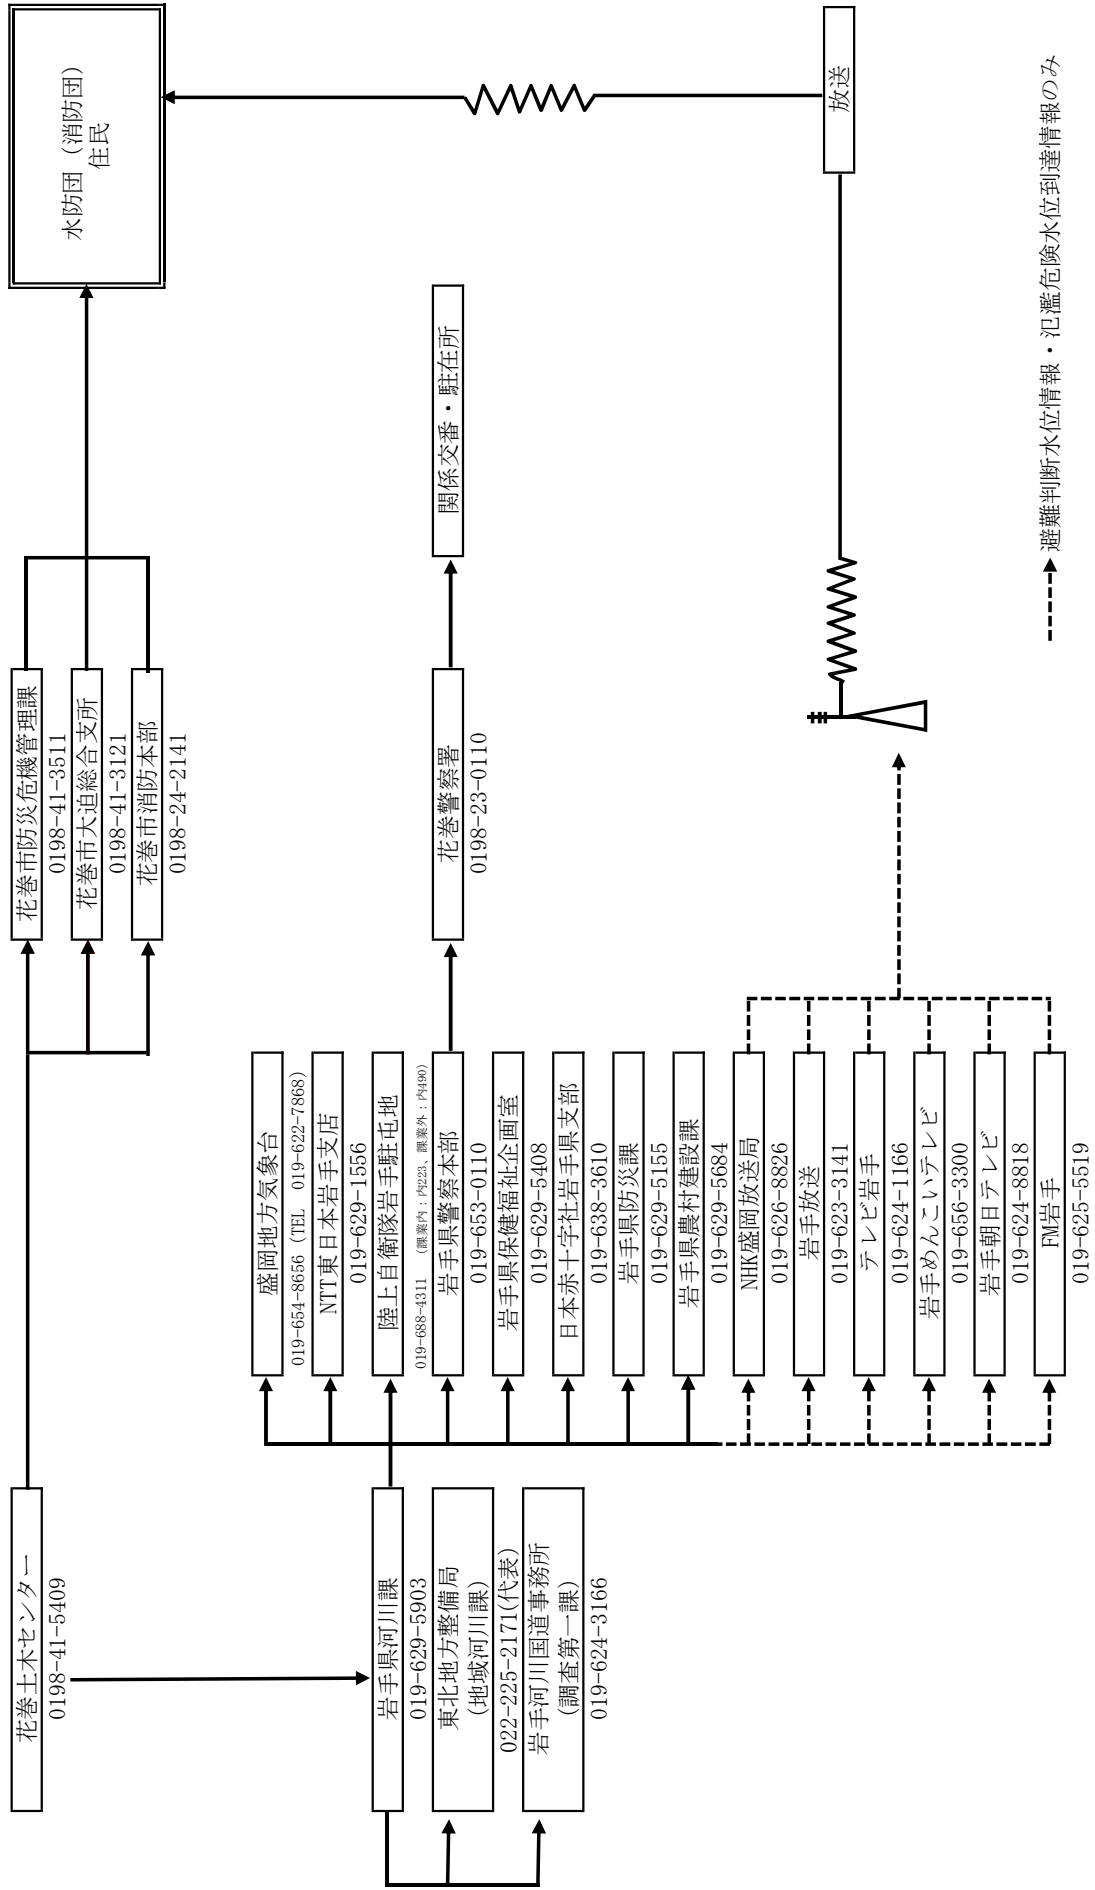 花巻土木センター
0198-41-5409
岩手県河川課
019-629-5903
東北地方整備局
(地域河川課)
022-225-2171(代表)
岩手河川国道事務所
(調査第一課)
019-624-3166
盛岡地方気象台
019-654-8656 (TEL 019-622-7868)
NTT東日本岩手支店
019-629-1556
陸上自衛隊岩手駐屯地
019-688-4311 (課業内：内223、課業外：内490)
岩手県警察本部
019-653-0110
岩手県保健福祉企画室
019-629-5408
日本赤十字社岩手県支部
019-638-3610
岩手県防災課
019-629-5155
岩手県農村建設課
019-629-5684
NHK盛岡放送局
019-626-8826
岩手放送
019-623-3141
テレビ岩手
019-624-1166
岩手めんこいテレビ
019-656-3300
岩手朝日テレビ
019-624-8818
FM岩手
019-625-5519
花巻市防災危機管理課
0198-41-3511
花巻市大迫総合支所
0198-41-3121
花巻市消防本部
0198-24-2141
花巻警察署
0198-23-0110
関係交番・駐在所
水防団（消防団）
住民
放送
避難判断水位情報・氾濫危険水位到達情報のみ